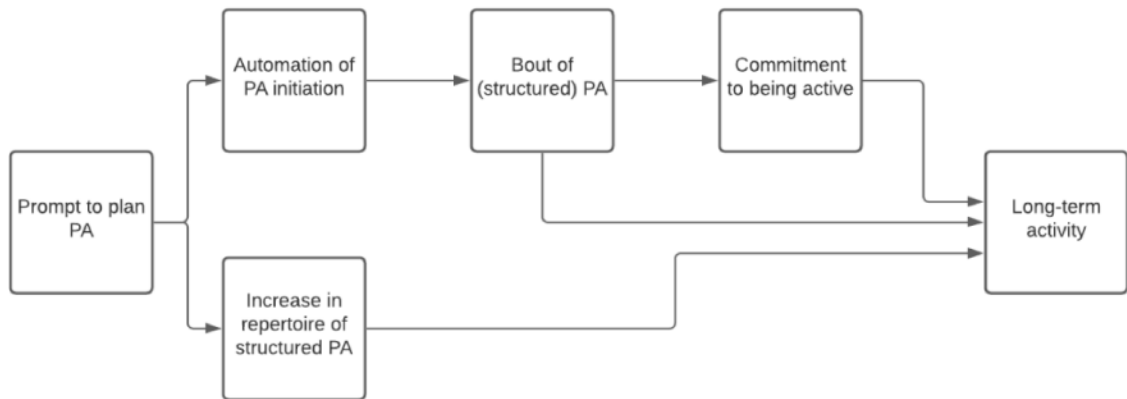 Automation of
PA initiation
Bout of
(structured) PA
Commitment
to being active
Prompt to plan
PA
Long-term
activity
Increase in
repertoire of
structured PA